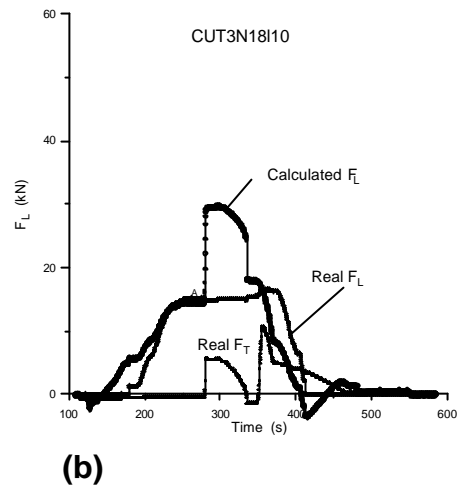 CUT3N18I10
60
40
20
0
F_L (kN)
Calculated F_L
Real F_L
A
Real F_T
100 200 300 400 500 600
Time (s)
(b)